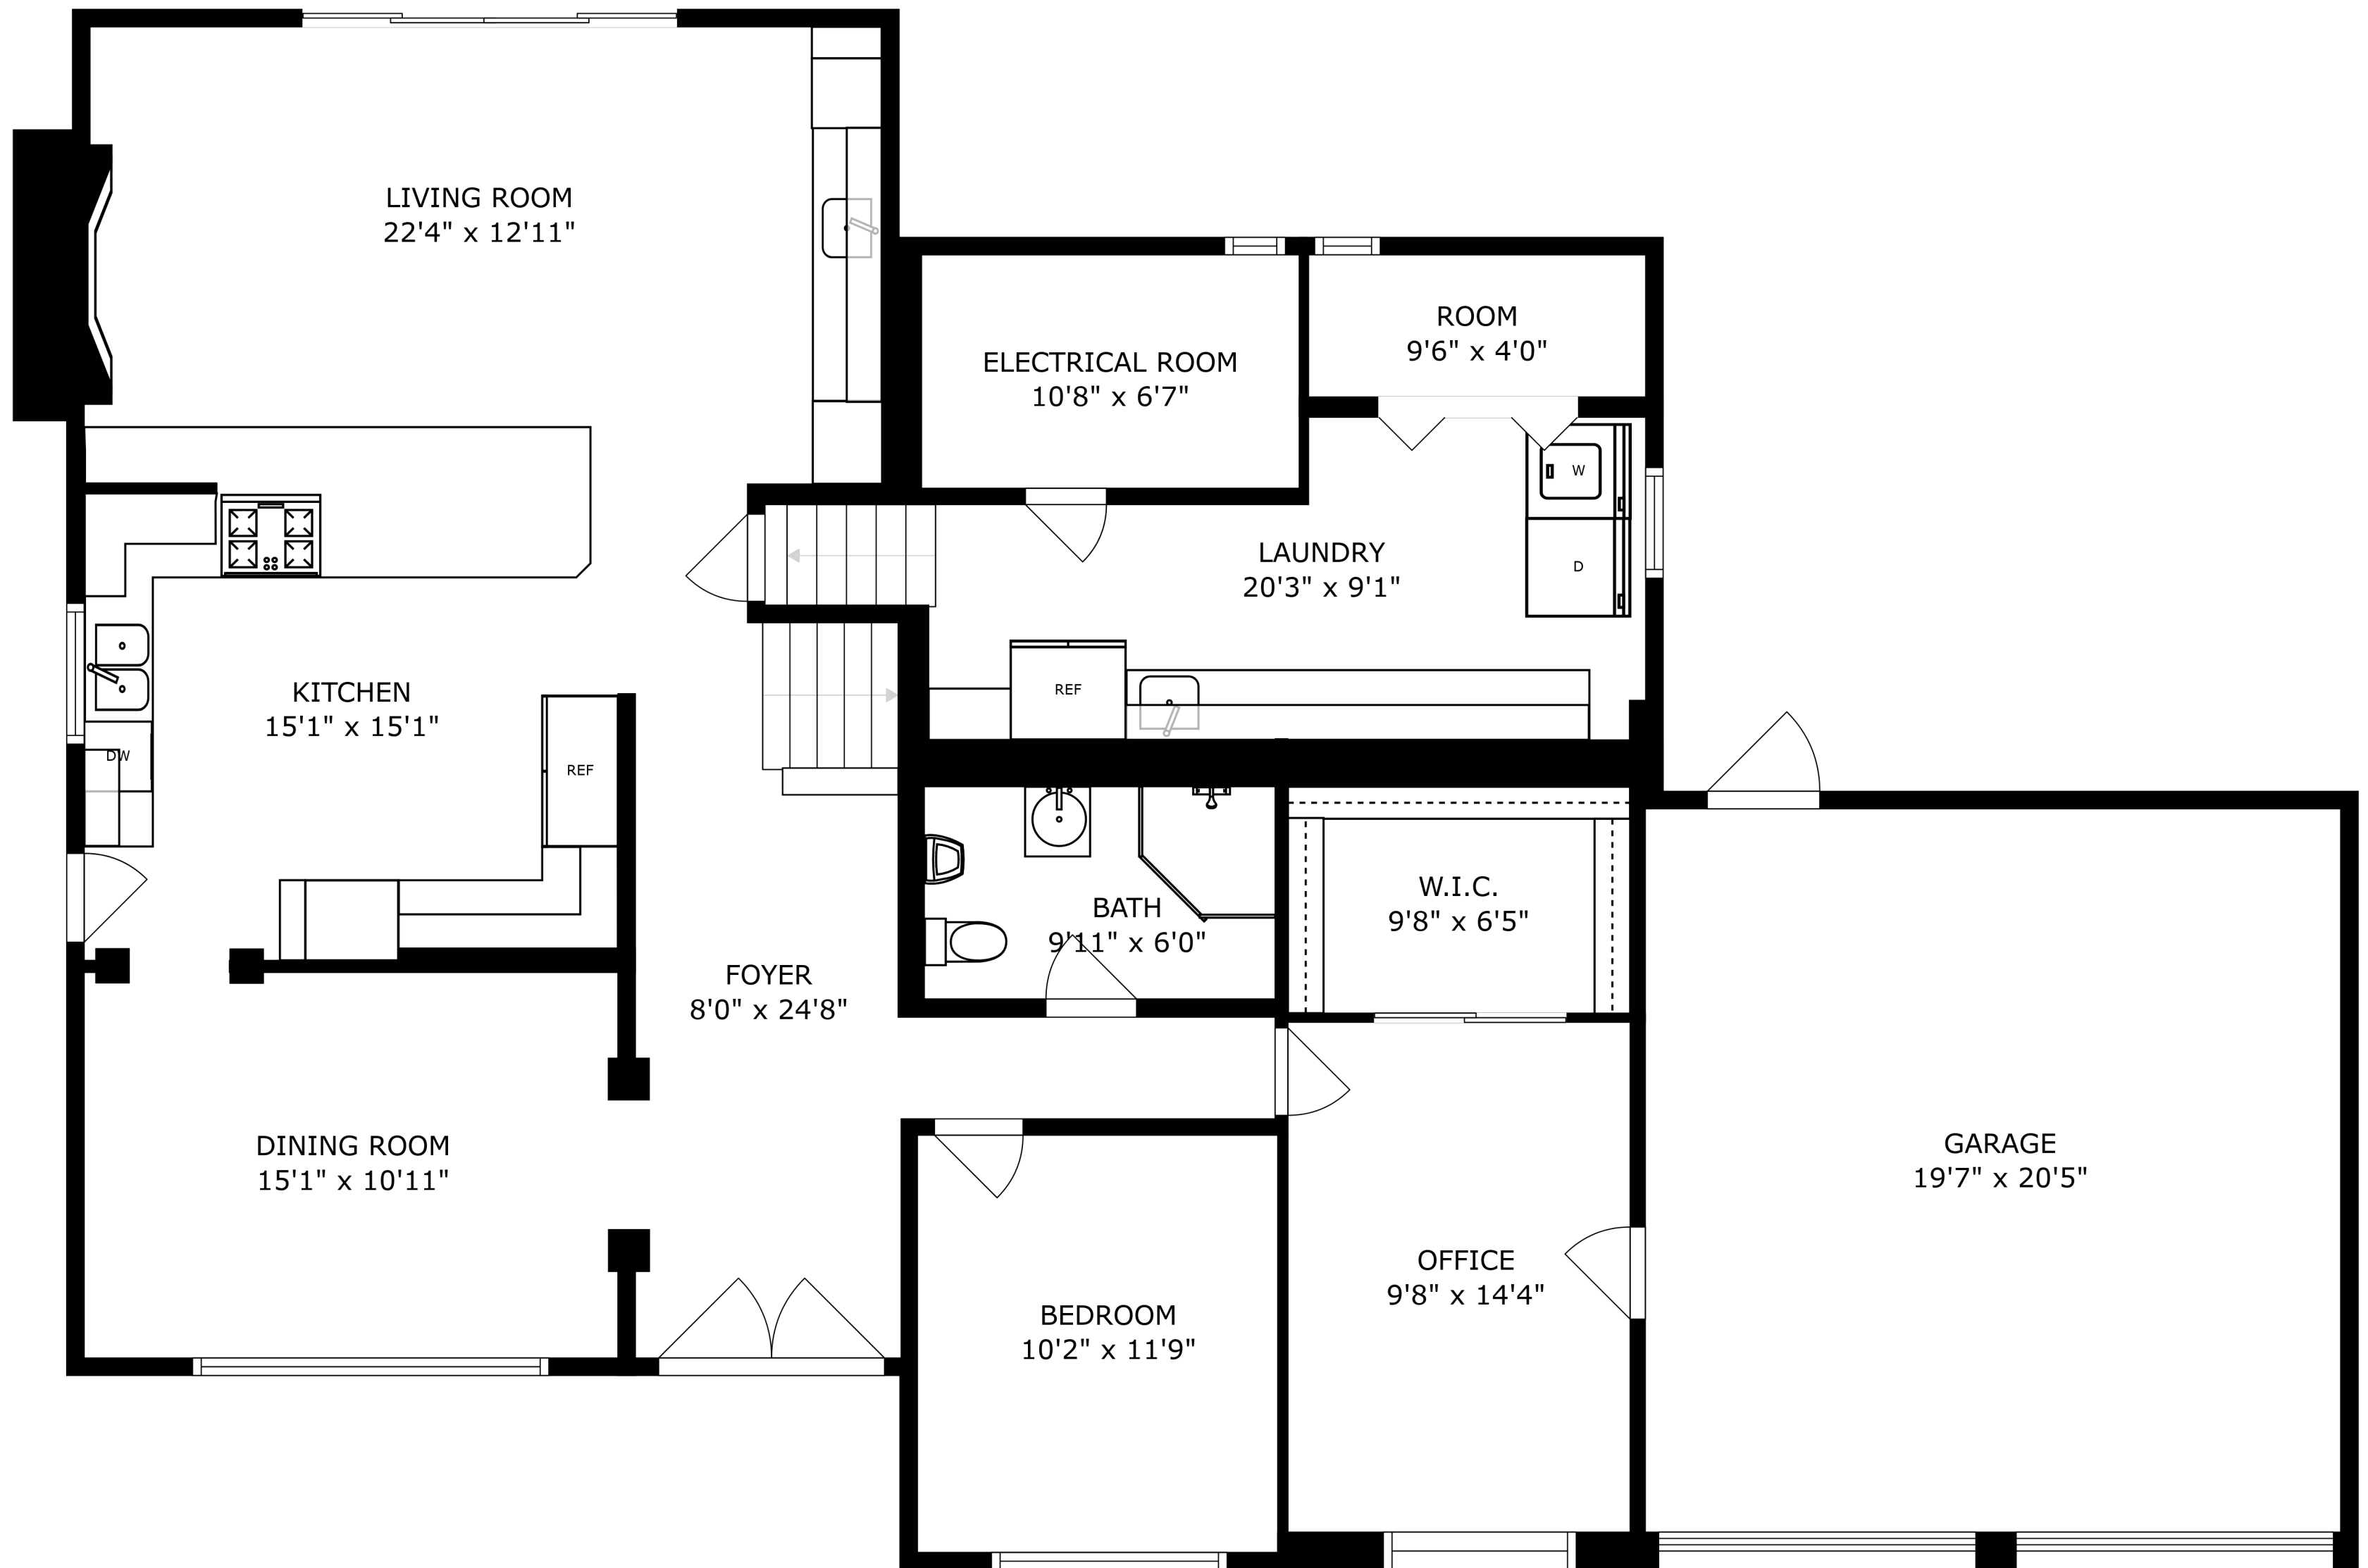 LIVING ROOM
22'4" x 12'11"
ELECTRICAL ROOM
10'8" x 6'7"
ROOM
9'6" x 4'0"
W
D
LAUNDRY
20'3" x 9'1"
REF
KITCHEN
15'1" x 15'1"
DW
REF
BATH
9'11" x 6'0"
W.I.C.
9'8" x 6'5"
FOYER
8'0" x 24'8"
DINING ROOM
15'1" x 10'11"
GARAGE
19'7" x 20'5"
OFFICE
9'8" x 14'4"
BEDROOM
10'2" x 11'9"